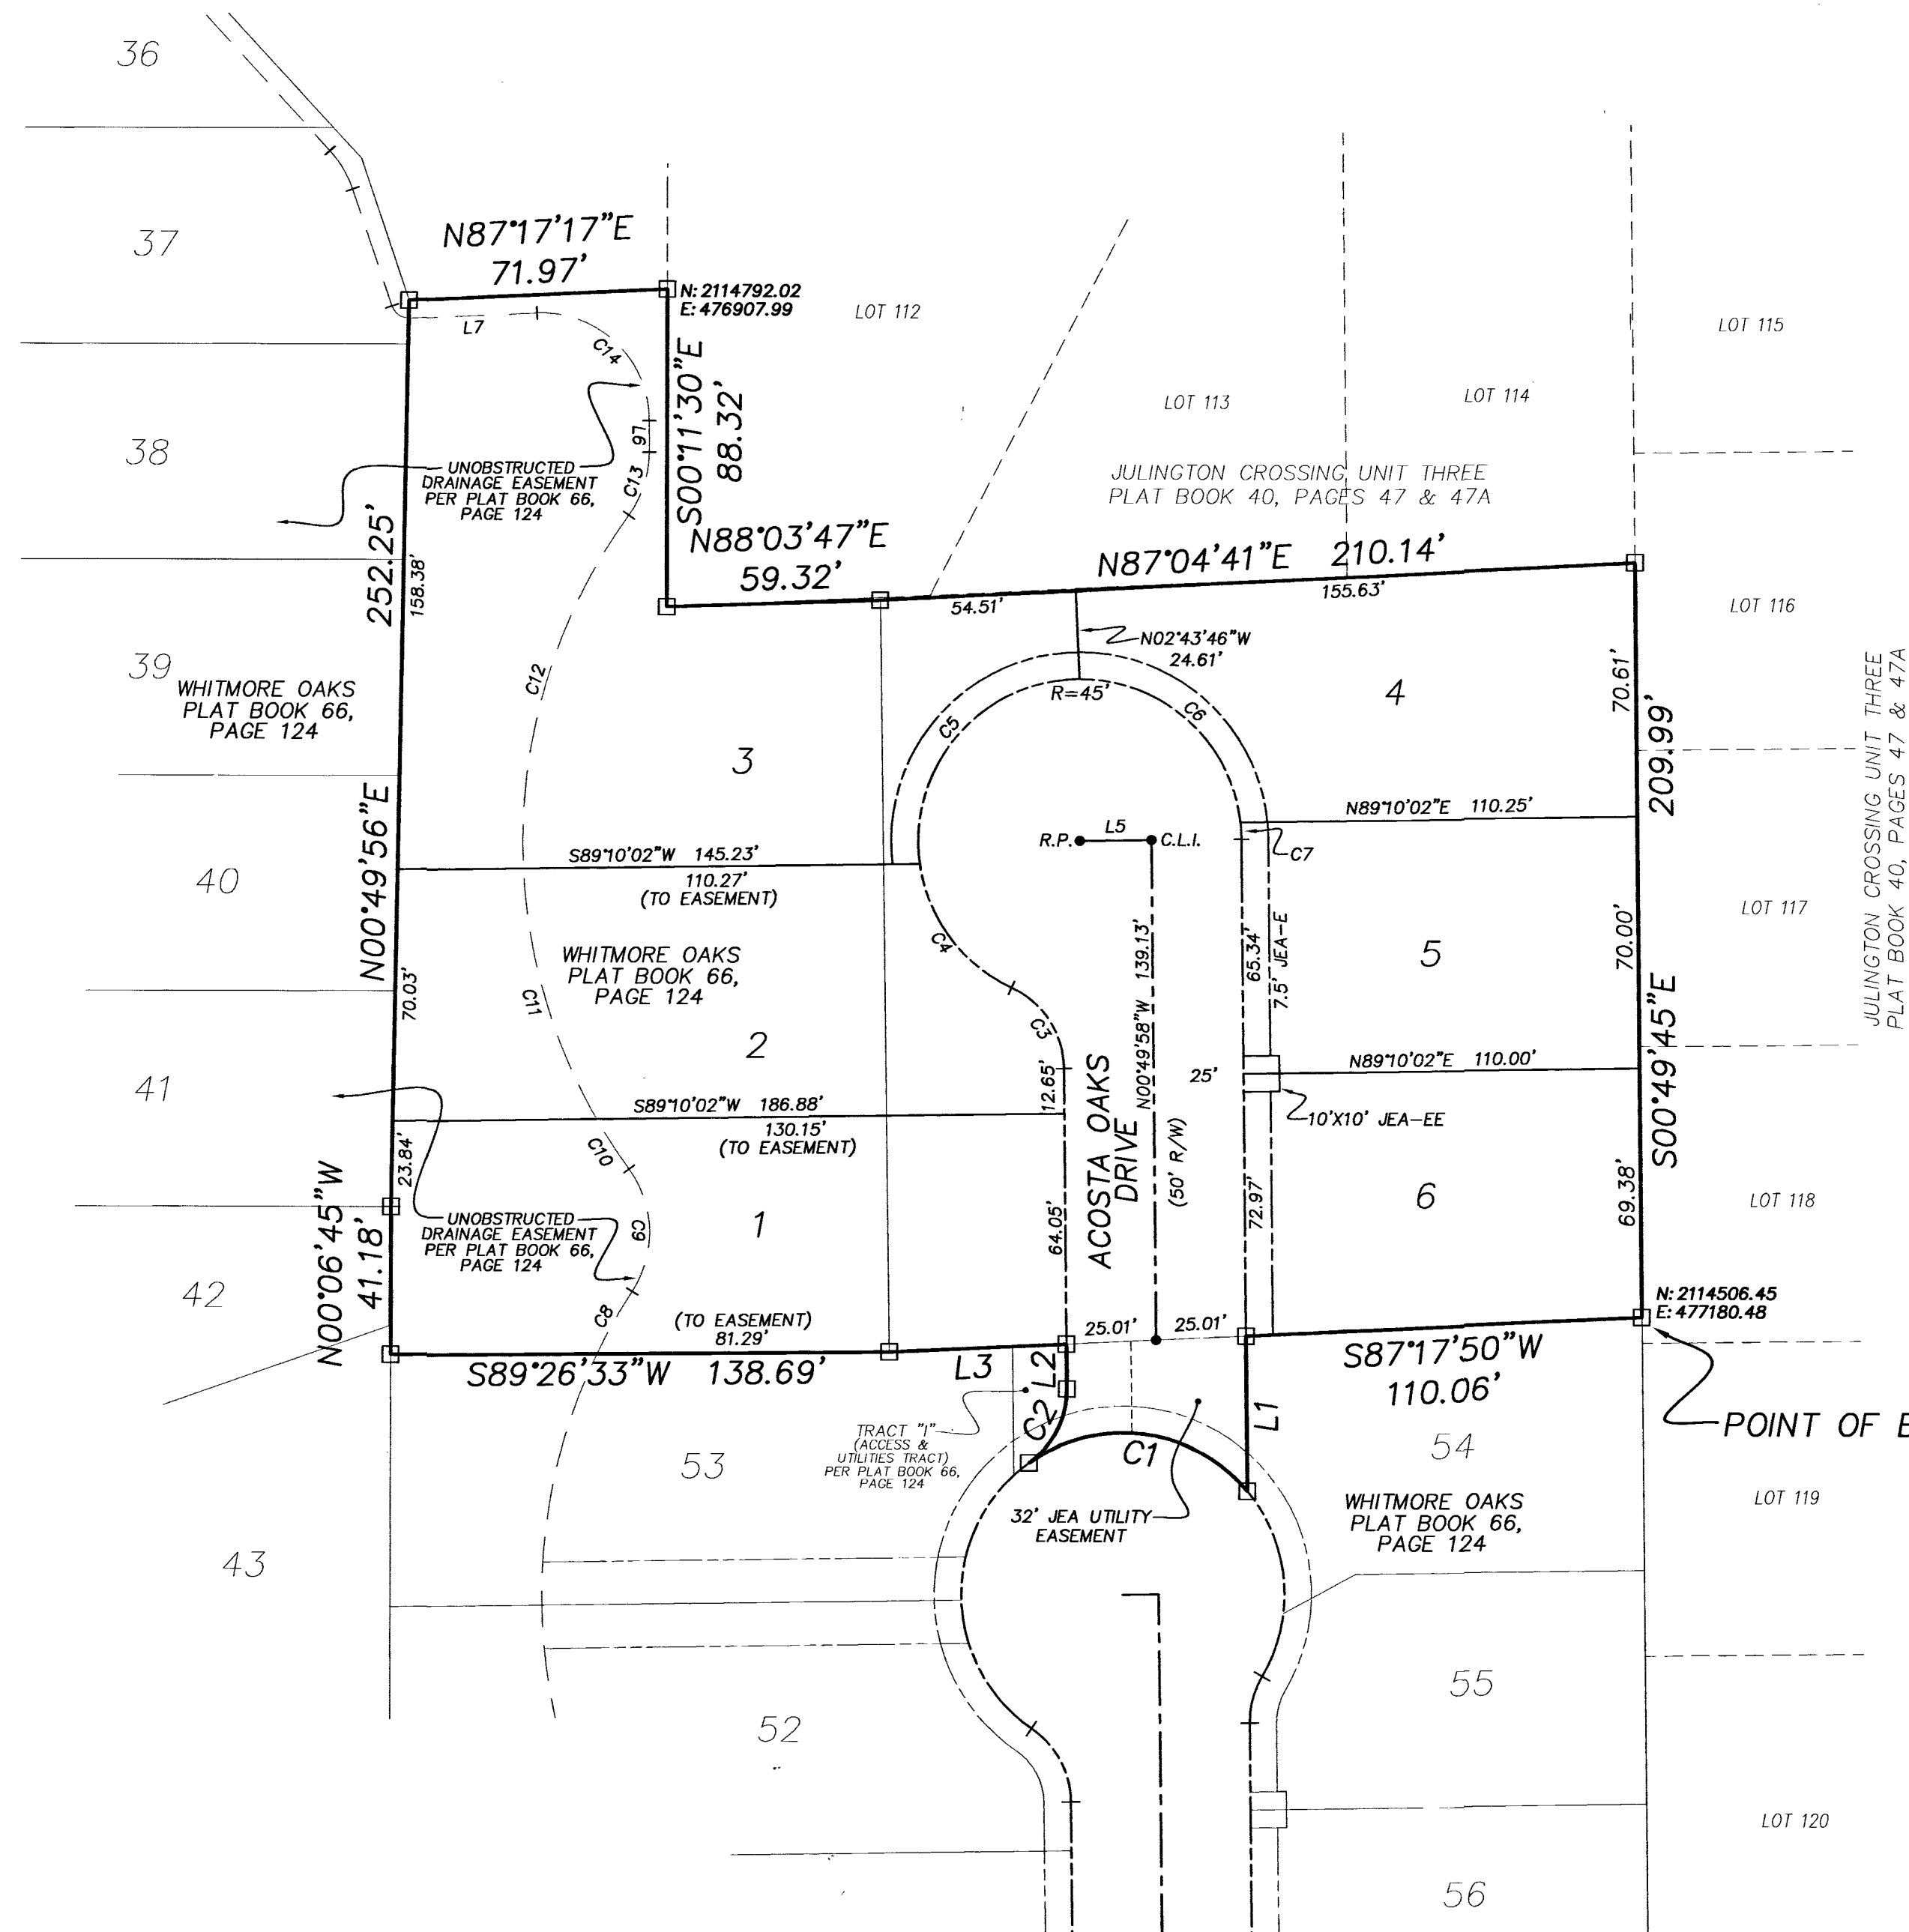 36
37
N87°17'17"E
71.97'
N: 2114792.02
E: 476907.99
LOT 112
LOT 115
L7
C14
S00°11'30"E
88.32'
LOT 113
LOT 114
38
UNOBSTRUCTED
DRAINAGE EASEMENT
PER PLAT BOOK 66,
PAGE 124
L6
C13
JULINGTON CROSSING UNIT THREE
PLAT BOOK 40, PAGES 47 & 47A
252.25'
158.38'
N88°03'47"E
59.32'
N87°04'41"E 210.14'
54.51'
155.63'
LOT 116
39
WHITMORE OAKS
PLAT BOOK 66,
PAGE 124
C12
N02°43'46"W
24.61'
R=45'
C5
C6
3
4
70.61'
209.99'
JULINGTON CROSSING UNIT THREE
PLAT BOOK 40, PAGES 47 & 47A
N89°10'02"E 110.25'
R.P.
L5
C.L.I.
C7
40
N00°49'56"E
S89°10'02"W 145.23'
110.27'
(TO EASEMENT)
LOT 117
C4
WHITMORE OAKS
PLAT BOOK 66,
PAGE 124
70.03'
C11
N00°49'58"W 139.13'
65.34'
7.5' JEA-E
5
70.00'
C3
2
41
12.65'
ACOSTA OAKS
DRIVE
25'
N89°10'02"E 110.00'
S00°49'45"E
S89°10'02"W 186.88'
130.15'
(TO EASEMENT)
10'X10' JEA-EE
23.84'
C10
N00°06'45"W
41.18'
UNOBSTRUCTED
DRAINAGE EASEMENT
PER PLAT BOOK 66,
PAGE 124
C9
1
64.05'
(50' R/W)
72.97'
6
69.38'
LOT 118
42
C8
(TO EASEMENT)
81.29'
N: 2114506.45
E: 477180.48
25.01'
25.01'
S89°26'33"W 138.69'
L3
L2
S87°17'50"W
110.06'
C2
L1
C1
POINT OF B
TRACT "I"
(ACCESS &
UTILITIES TRACT)
PER PLAT BOOK 66,
PAGE 124
53
54
32' JEA UTILITY
EASEMENT
WHITMORE OAKS
PLAT BOOK 66,
PAGE 124
LOT 119
43
55
52
LOT 120
56